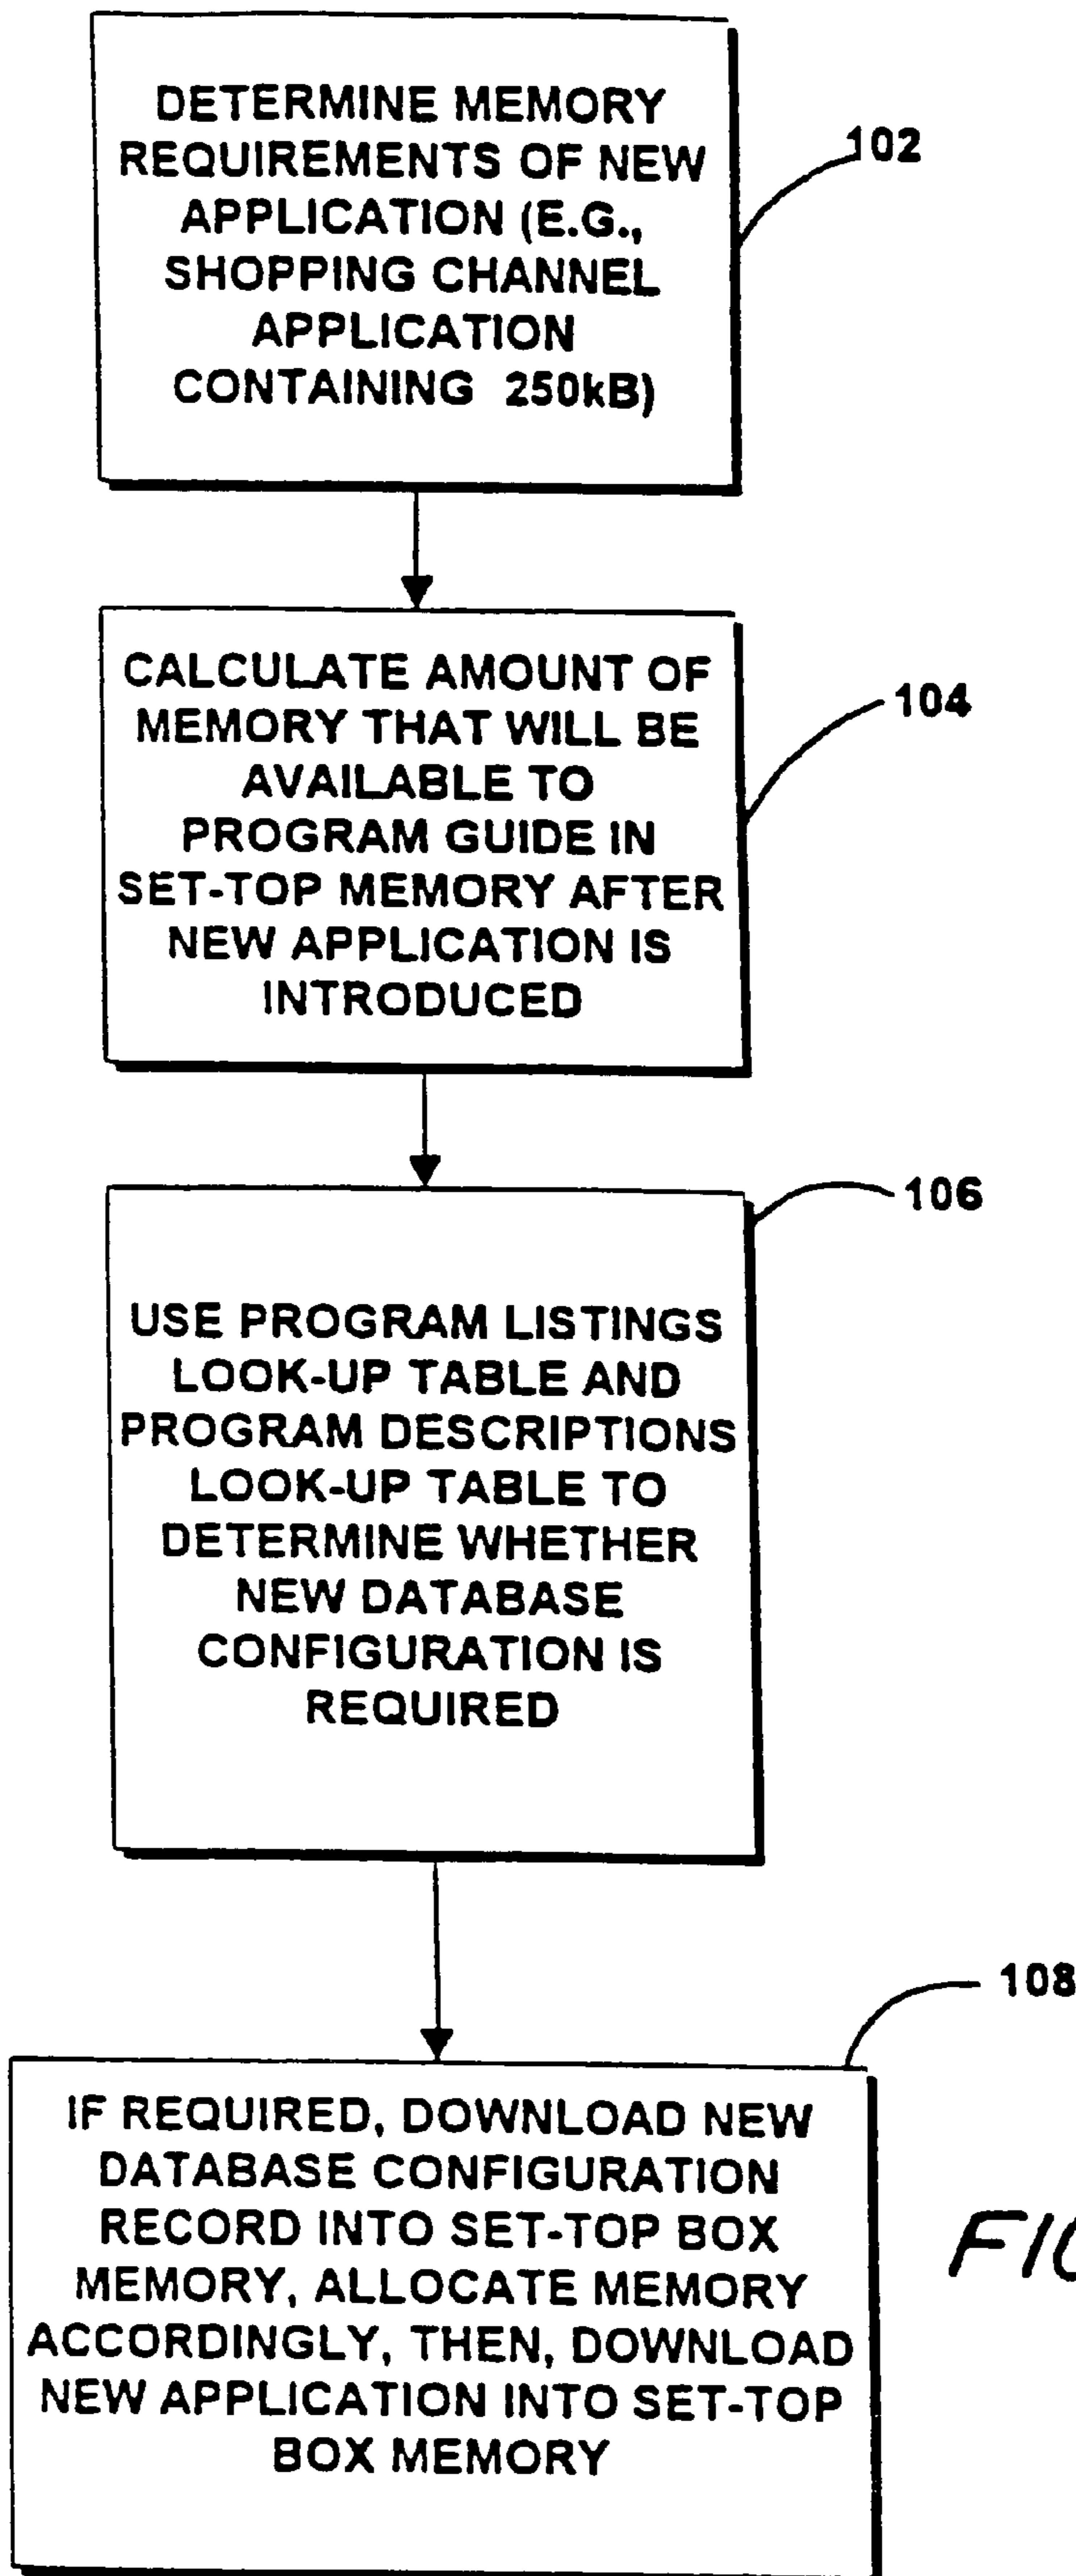 DETERMINE MEMORY
REQUIREMENTS OF NEW
APPLICATION (E.G.,
SHOPPING CHANNEL
APPLICATION
CONTAINING 250kB)
102
CALCULATE AMOUNT OF
MEMORY THAT WILL BE
AVAILABLE TO
PROGRAM GUIDE IN
SET-TOP MEMORY AFTER
NEW APPLICATION IS
INTRODUCED
104
106
USE PROGRAM LISTINGS
LOOK-UP TABLE AND
PROGRAM DESCRIPTIONS
LOOK-UP TABLE TO
DETERMINE WHETHER
NEW DATABASE
CONFIGURATION IS
REQUIRED
108
IF REQUIRED, DOWNLOAD NEW
DATABASE CONFIGURATION
RECORD INTO SET-TOP BOX
MEMORY, ALLOCATE MEMORY
ACCORDINGLY, THEN, DOWNLOAD
NEW APPLICATION INTO SET-TOP
BOX MEMORY